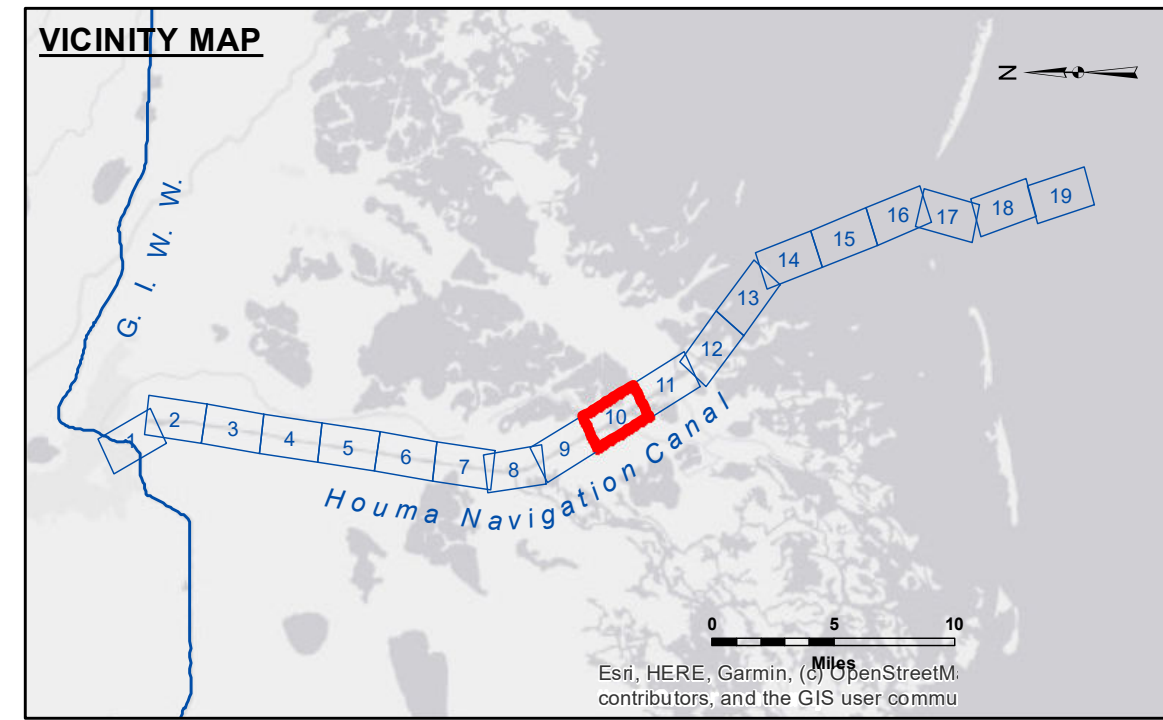 VICINITY MAP
N
G. I. W. W.
1
2
3
4
5
6
7
8
9
10
11
12
13
14
15
16
17
18
19
Houma Navigation Canal
0 5 10
Miles
Esri, HERE, Garmin, (c) OpenStreetM
contributors, and the GIS user commu